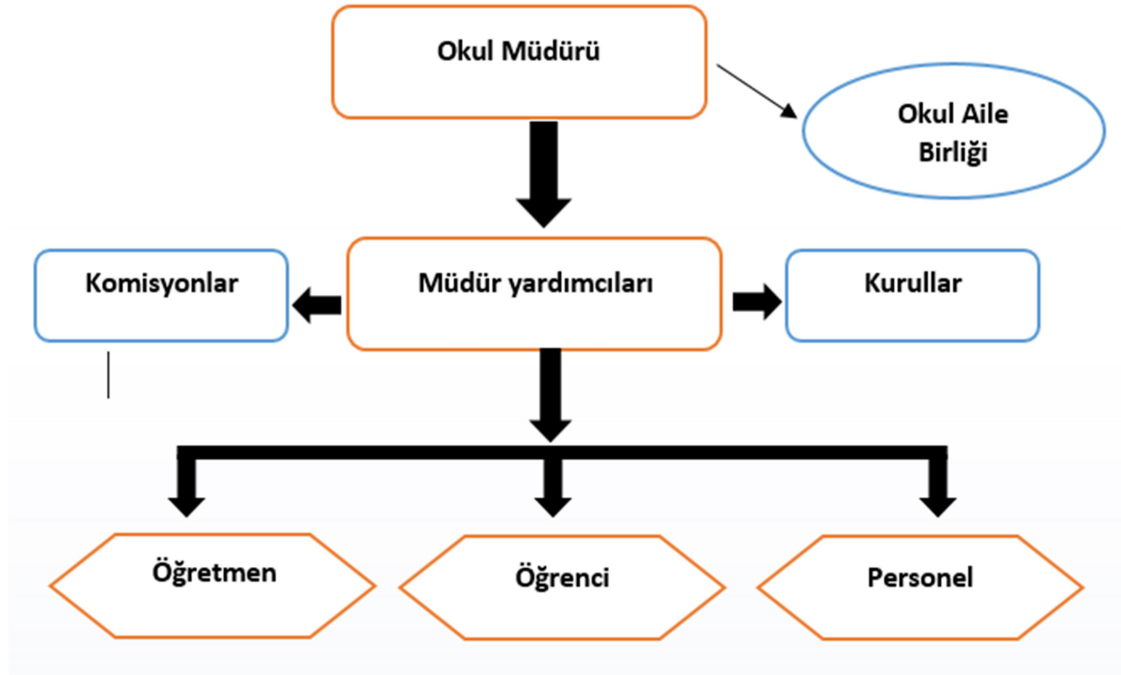 Okul Müdürü
Okul Aile
Birliği
Komisyonlar
Müdür yardımcıları
Kurullar
Öğretmen
Öğrenci
Personel